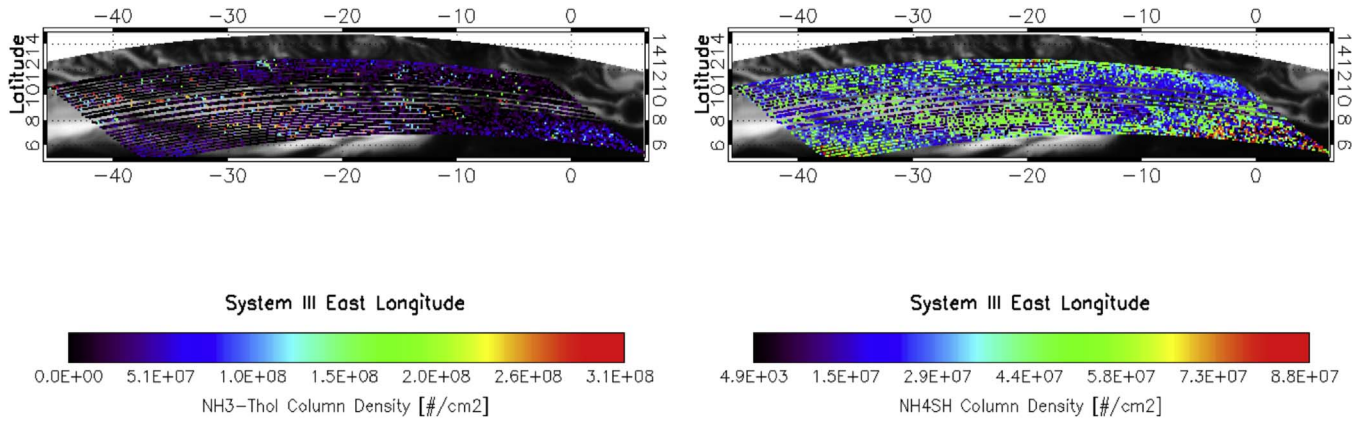 −40 −30 −20 −10 0
−40 −30 −20 −10 0
Latitude
6 8 10 12 14
6 8 10 12 14
−40 −30 −20 −10 0
−40 −30 −20 −10 0
Latitude
6 8 10 12 14
6 8 10 12 14
System III East Longitude
System III East Longitude
0.0E+00 5.1E+07 1.0E+08 1.5E+08 2.0E+08 2.6E+08 3.1E+08
NH3−Thol Column Density [#/cm2]
4.9E+03 1.5E+07 2.9E+07 4.4E+07 5.8E+07 7.3E+07 8.8E+07
NH4SH Column Density [#/cm2]